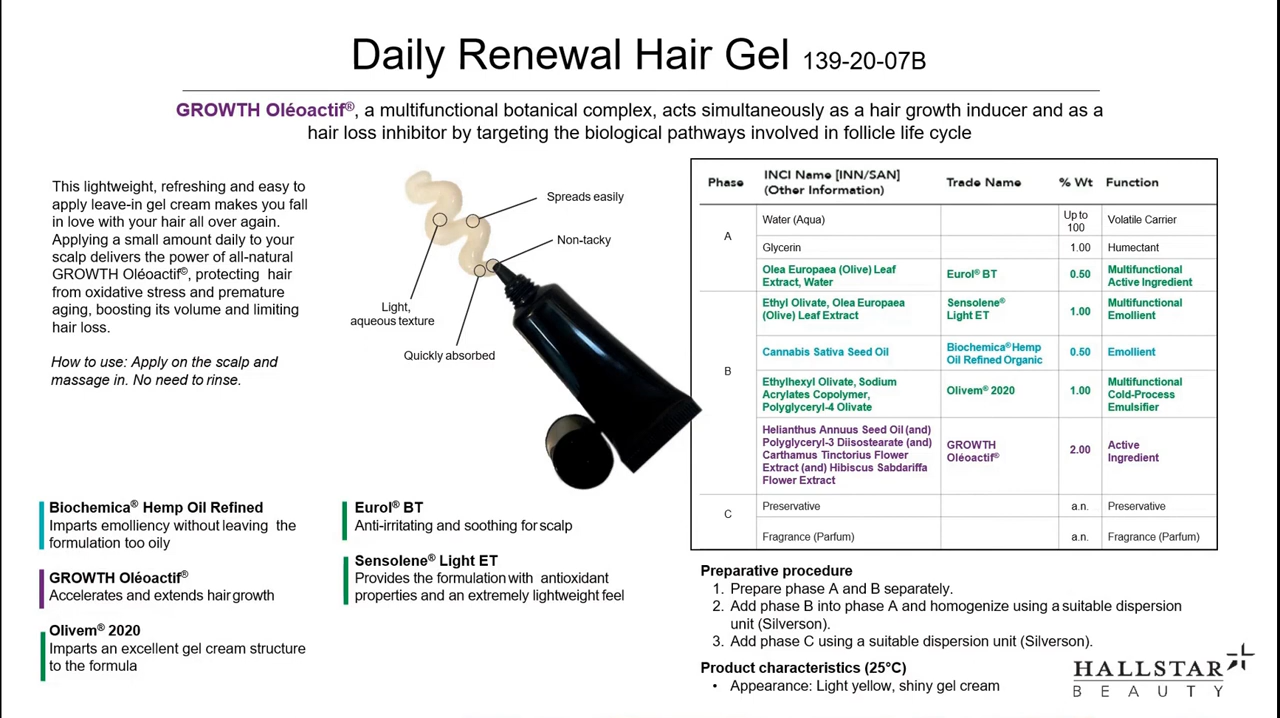 Daily Renewal Hair Gel 139-20-07B
GROWTH Oléoactif®, a multifunctional botanical complex, acts simultaneously as a hair growth inducer and as a
hair loss inhibitor by targeting the biological pathways involved in follicle life cycle
This lightweight, refreshing and easy to
apply leave-in gel cream makes you fall
in love with your hair all over again.
Applying a small amount daily to your
scalp delivers the power of all-natural
GROWTH Oléoactif©, protecting hair
from oxidative stress and premature
aging, boosting its volume and limiting
hair loss.
How to use: Apply on the scalp and
massage in. No need to rinse.
Spreads easily
Non-tacky
Light,
aqueous texture
Quickly absorbed
Biochemica® Hemp Oil Refined
Imparts emolliency without leaving the
formulation too oily
GROWTH Oléoactif®
Accelerates and extends hair growth
Olivem® 2020
Imparts an excellent gel cream structure
to the formula
Eurol® BT
Anti-irritating and soothing for scalp
Sensolene® Light ET
Provides the formulation with antioxidant
properties and an extremely lightweight feel
Phase
INCI Name [INN/SAN]
(Other Information)
Trade Name
% Wt
Function
A
Water (Aqua)
Up to
100
Volatile Carrier
Glycerin
1.00
Humectant
Olea Europaea (Olive) Leaf
Extract, Water
Eurol® BT
0.50
Multifunctional
Active Ingredient
B
Ethyl Olivate, Olea Europaea
(Olive) Leaf Extract
Sensolene®
Light ET
1.00
Multifunctional
Emollient
Cannabis Sativa Seed Oil
Biochemica® Hemp
Oil Refined Organic
0.50
Emollient
Ethylhexyl Olivate, Sodium
Acrylates Copolymer,
Polyglyceryl-4 Olivate
Olivem® 2020
1.00
Multifunctional
Cold-Process
Emulsifier
Helianthus Annuus Seed Oil (and)
Polyglyceryl-3 Diisostearate (and)
Carthamus Tinctorius Flower
Extract (and) Hibiscus Sabdariffa
Flower Extract
GROWTH
Oléoactif®
2.00
Active
Ingredient
C
Preservative
a.n.
Preservative
Fragrance (Parfum)
a.n.
Fragrance (Parfum)
Preparative procedure
1. Prepare phase A and B separately.
2. Add phase B into phase A and homogenize using a suitable dispersion
unit (Silverson).
3. Add phase C using a suitable dispersion unit (Silverson).
Product characteristics (25°C)
• Appearance: Light yellow, shiny gel cream
HALLSTAR
BEAUTY